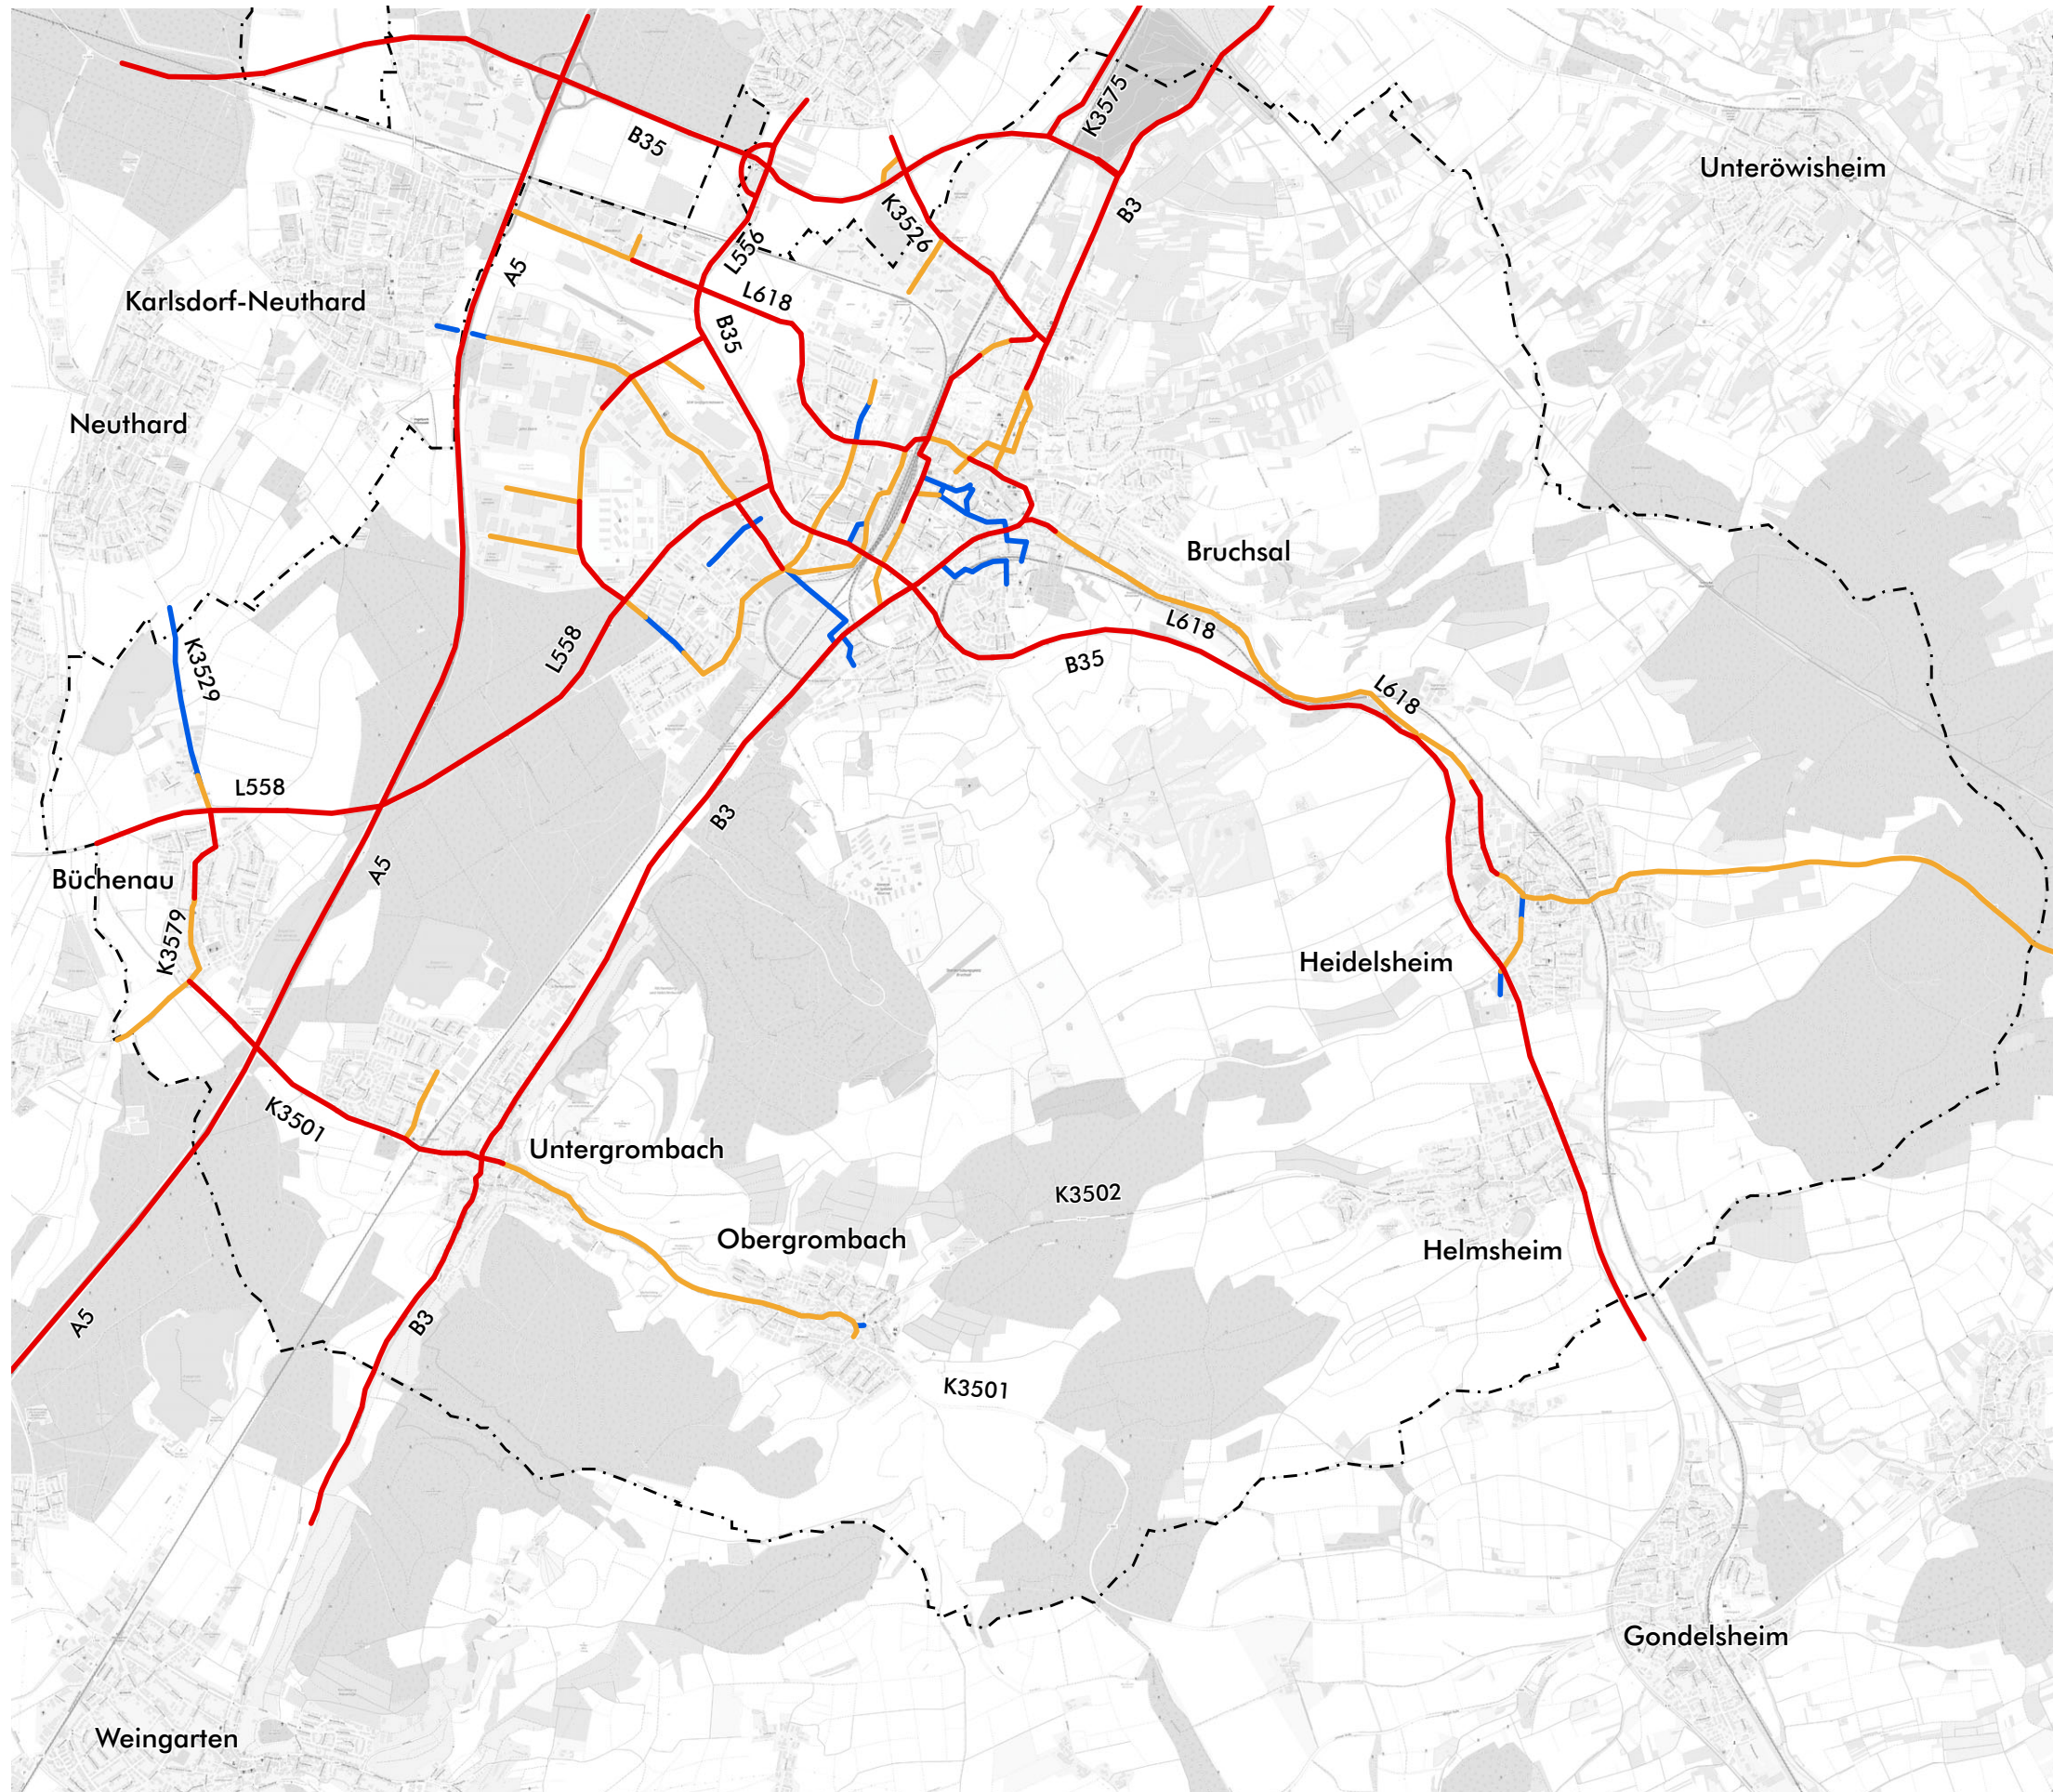 K3575
B35
Unteröwisheim
K3526
B3
L556
A5
L618
Karlsdorf-Neuthard
B35
Neuthard
Bruchsal
L618
L558
B35
K3529
L618
L558
B3
A5
Büchenau
K3579
Heidelsheim
K3501
Untergrombach
K3502
Obergrombach
Helmsheim
A5
B3
K3501
Gondelsheim
Weingarten